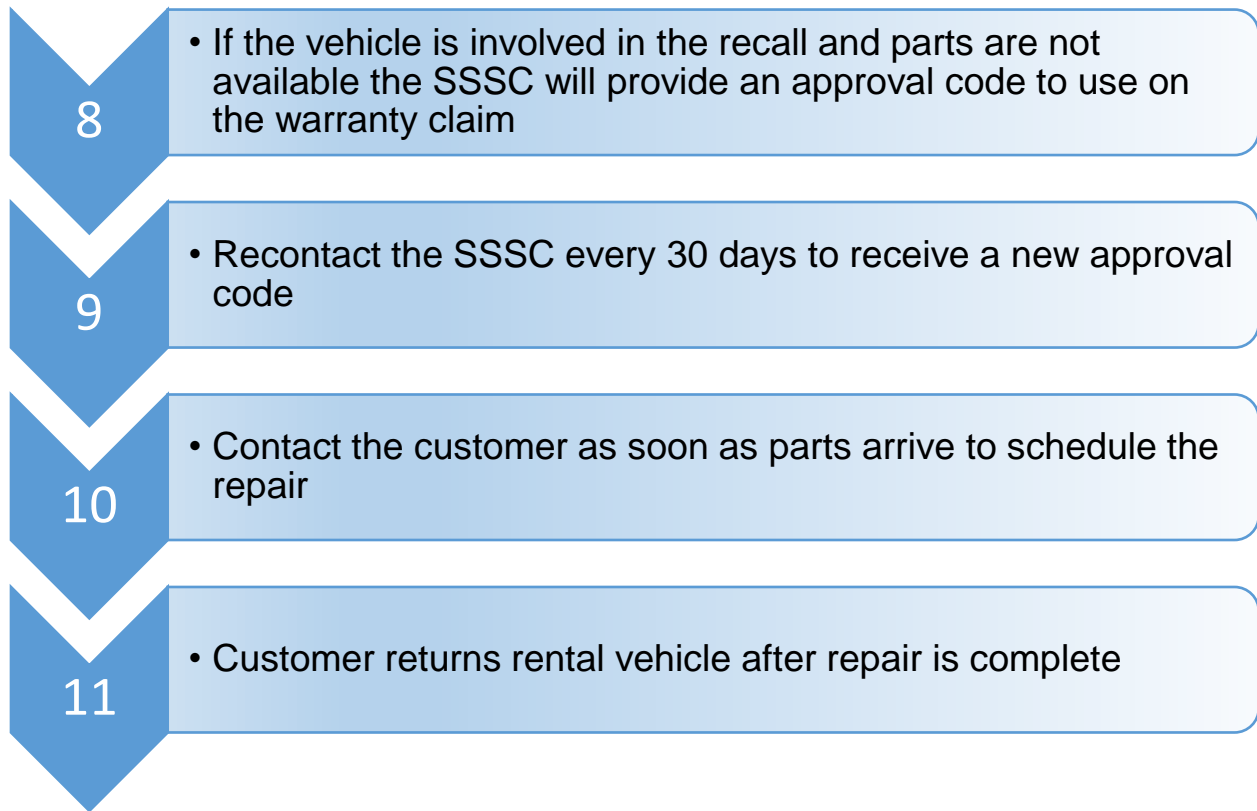 8
• If the vehicle is involved in the recall and parts are not
available the SSSC will provide an approval code to use on
the warranty claim
9
• Recontact the SSSC every 30 days to receive a new approval
code
10
• Contact the customer as soon as parts arrive to schedule the
repair
11
• Customer returns rental vehicle after repair is complete